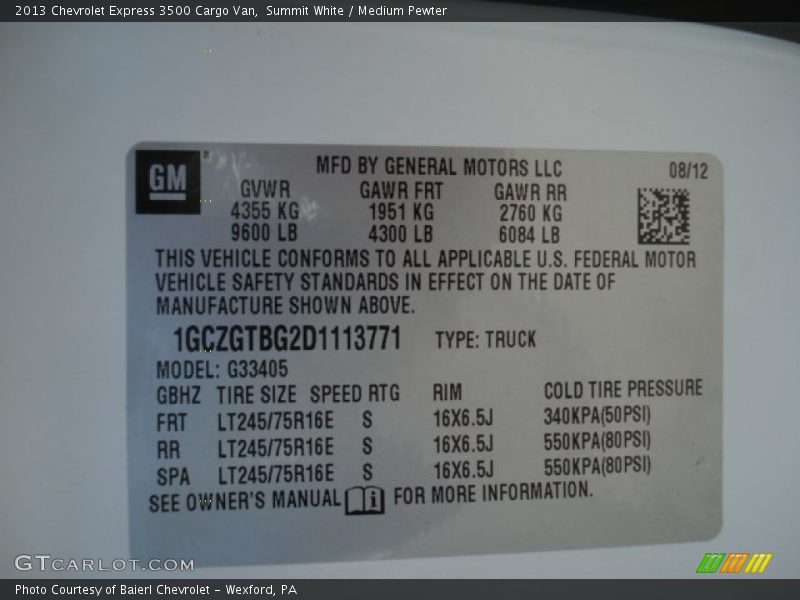 2013 Chevrolet Express 3500 Cargo Van, Summit White / Medium Pewter
GM
MFD BY GENERAL MOTORS LLC 08/12
GVWR GAWR FRT GAWR RR
4355 KG 1951 KG 2760 KG
9600 LB 4300 LB 6084 LB
THIS VEHICLE CONFORMS TO ALL APPLICABLE U.S. FEDERAL MOTOR
VEHICLE SAFETY STANDARDS IN EFFECT ON THE DATE OF
MANUFACTURE SHOWN ABOVE.
1GCZGTBG2D1113771 TYPE: TRUCK
MODEL: G33405
GBHZ TIRE SIZE SPEED RTG RIM COLD TIRE PRESSURE
FRT LT245/75R16E S 16X6.5J 340KPA(50PSI)
RR LT245/75R16E S 16X6.5J 550KPA(80PSI)
SPA LT245/75R16E S 16X6.5J 550KPA(80PSI)
SEE OWNER'S MANUAL i FOR MORE INFORMATION.
GTCARLOT.COM
Photo Courtesy of Baierl Chevrolet - Wexford, PA